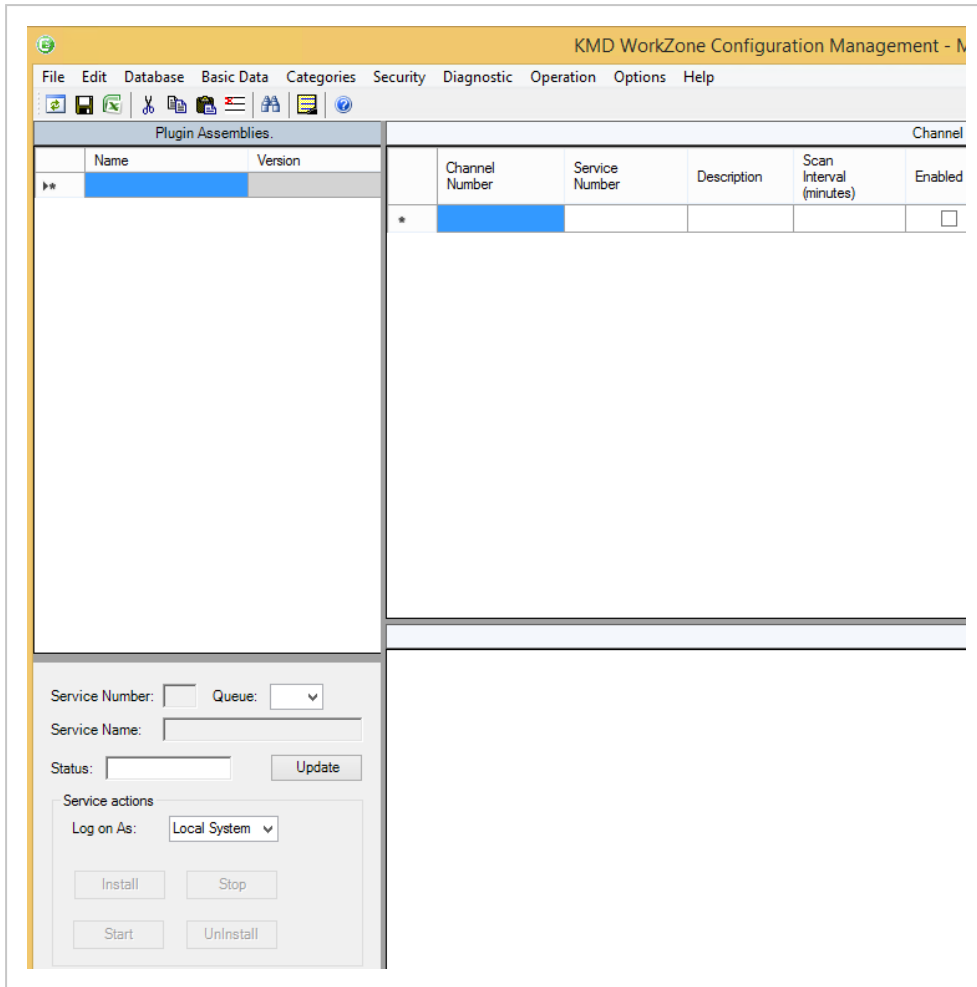 KMD WorkZone Configuration Management - M
File Edit Database Basic Data Categories Security Diagnostic Operation Options Help
Plugin Assemblies.
Name Version
Channel
Channel Number
Service Number
Description
Scan Interval (minutes)
Enabled
Service Number: Queue:
Service Name:
Status: Update
Service actions
Log on As: Local System
Install Stop
Start UnInstall